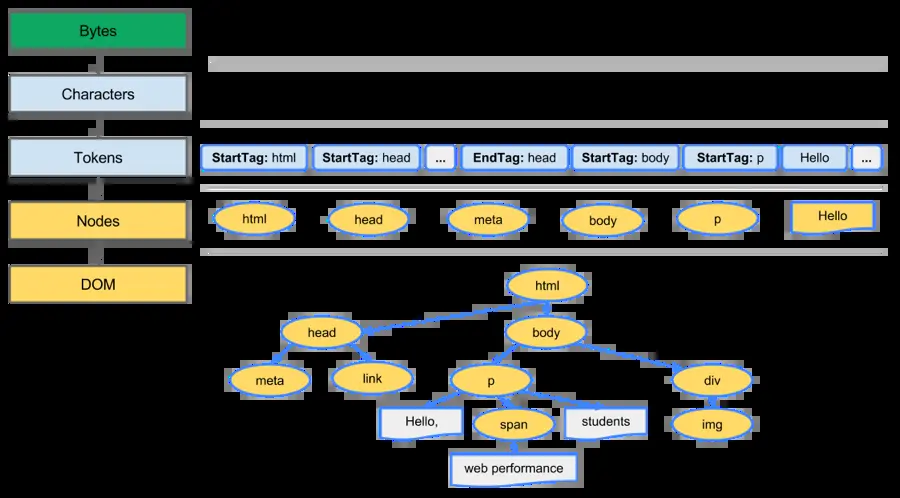 Bytes
Characters
Tokens
StartTag: html StartTag: head ... EndTag: head StartTag: body StartTag: p Hello ...
Nodes
html head meta body p Hello
DOM
html
head body
meta link p div
Hello, span students img
web performance